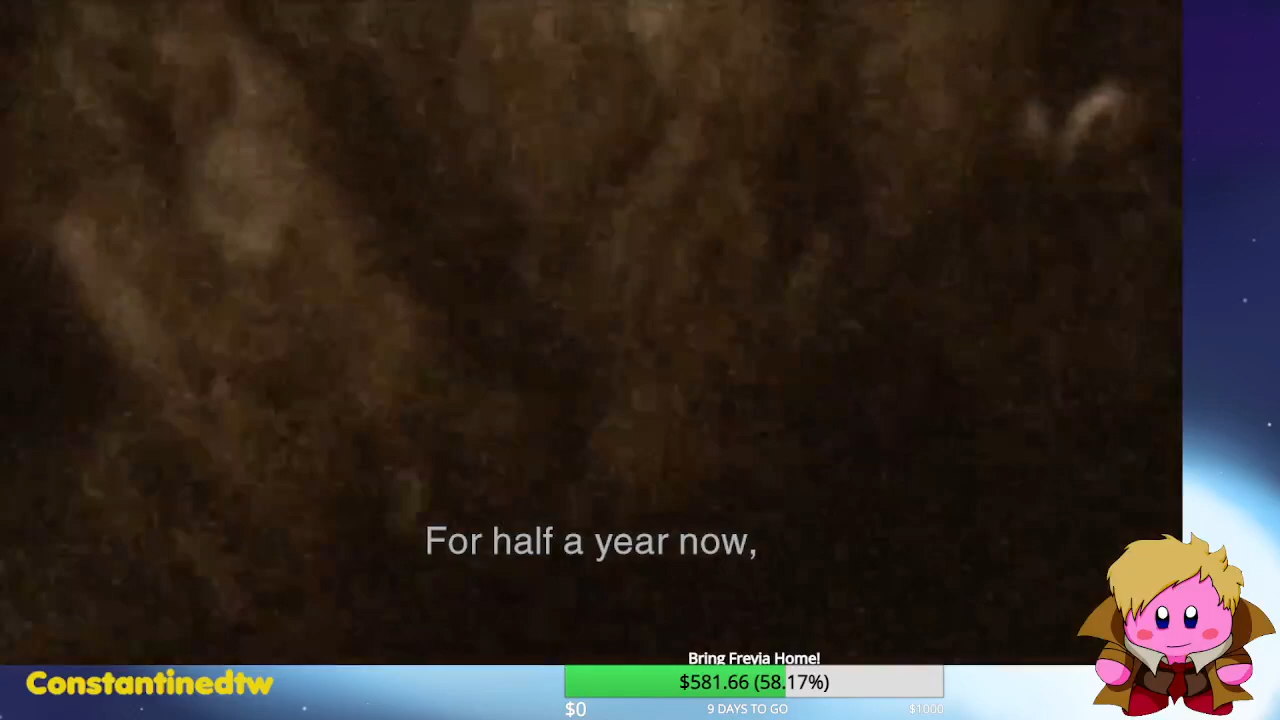 For half a year now,
Bring Freyia Home!
Constantinedtw
$581.66 (58.17%)
$0
9 DAYS TO GO
$1000